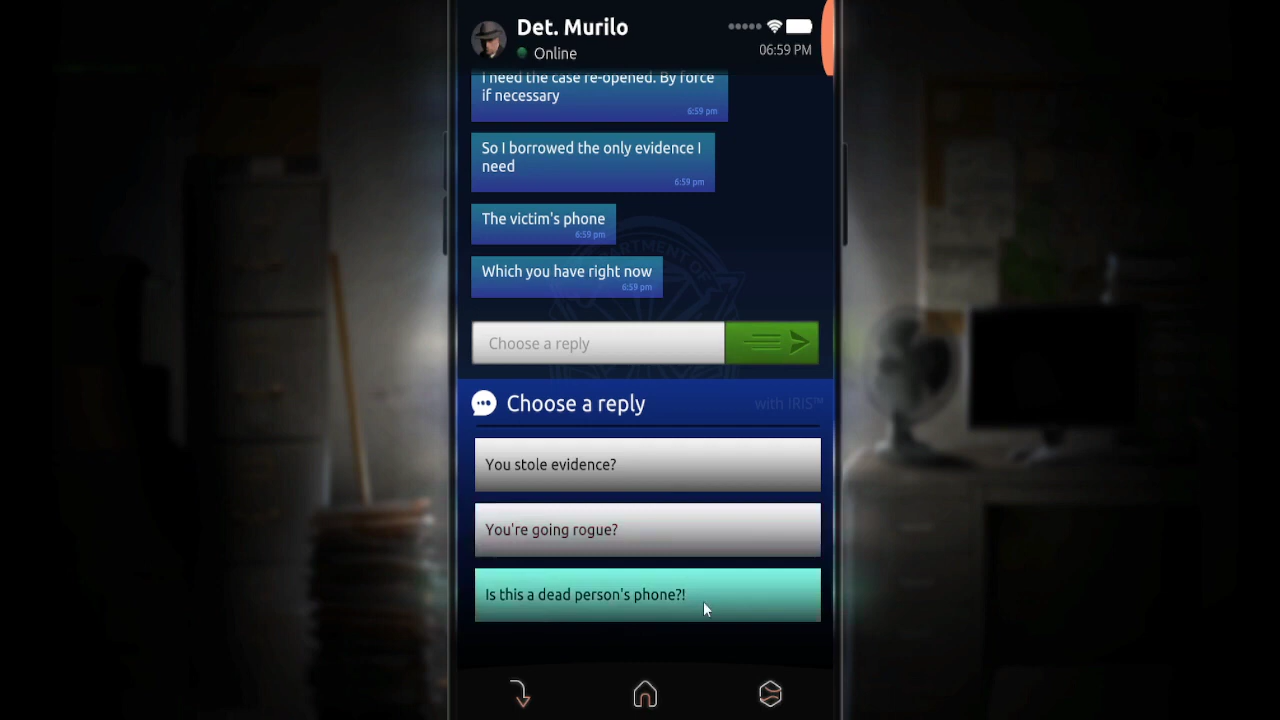 Det. Murilo
Online
06:59 PM
I need the case re-opened. By force
if necessary
6:59 pm
So I borrowed the only evidence I
need
6:59 pm
The victim's phone
6:59 pm
Which you have right now
6:59 pm
DEPARTMENT OF
Choose a reply
Choose a reply
with IRIS™
You stole evidence?
You're going rogue?
Is this a dead person's phone?!